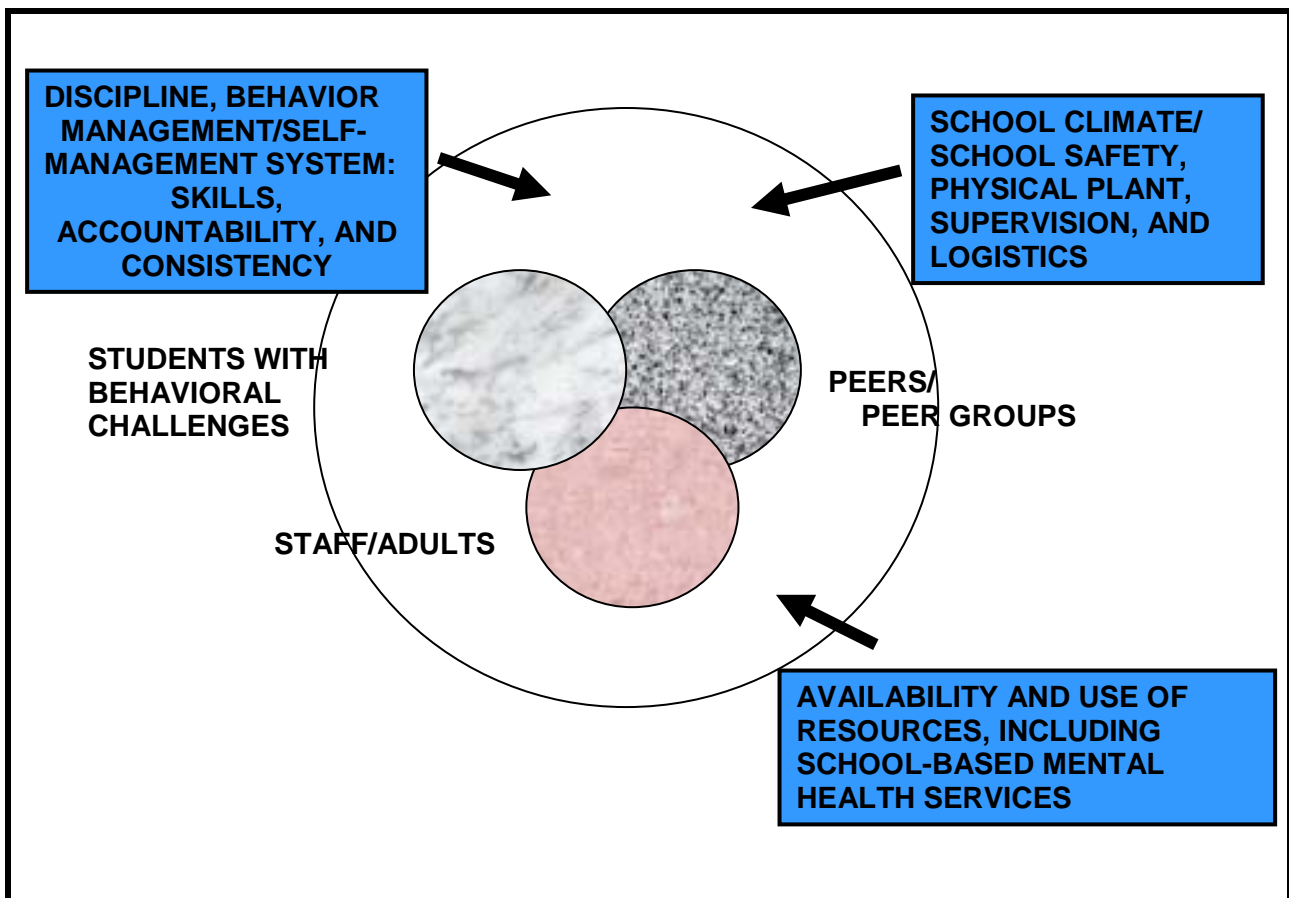 DISCIPLINE, BEHAVIOR
MANAGEMENT/SELF-
MANAGEMENT SYSTEM:
SKILLS,
ACCOUNTABILITY, AND
CONSISTENCY
SCHOOL CLIMATE/
SCHOOL SAFETY,
PHYSICAL PLANT,
SUPERVISION, AND
LOGISTICS
STUDENTS WITH
BEHAVIORAL
CHALLENGES
PEERS/
PEER GROUPS
STAFF/ADULTS
AVAILABILITY AND USE OF
RESOURCES, INCLUDING
SCHOOL-BASED MENTAL
HEALTH SERVICES